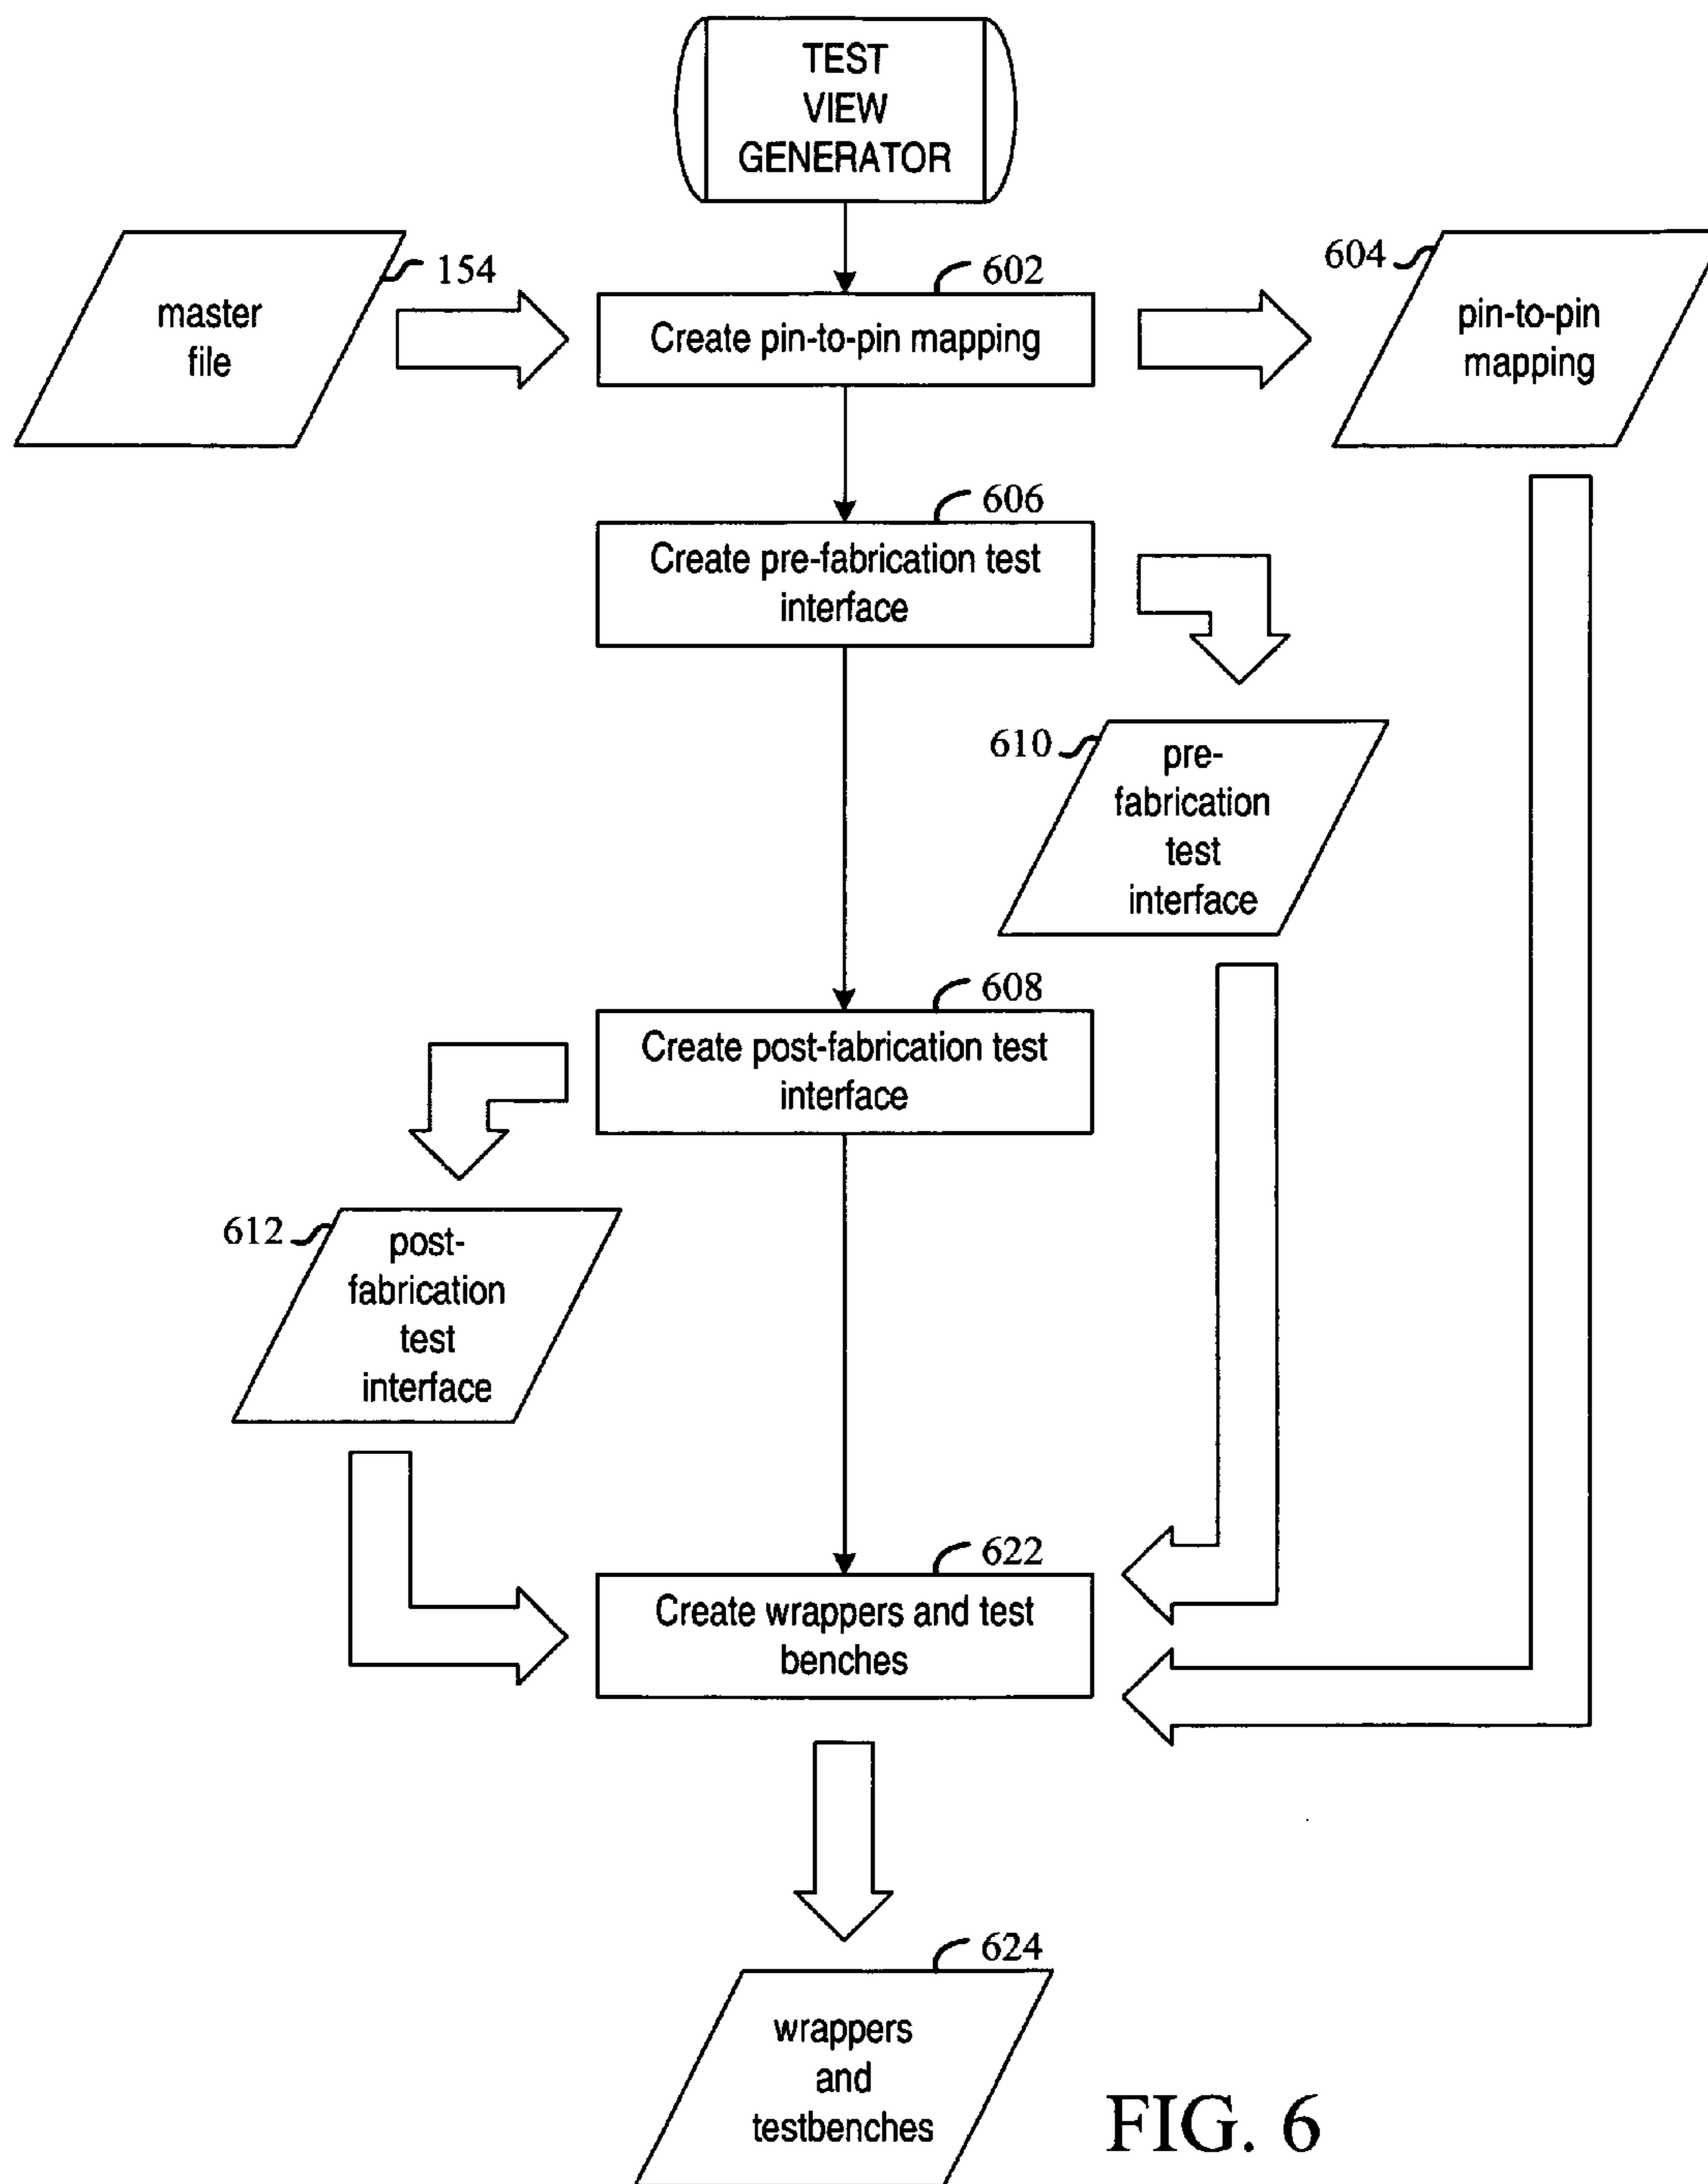 TEST
VIEW
GENERATOR
154
602
604
master
file
Create pin-to-pin mapping
pin-to-pin
mapping
606
Create pre-fabrication test
interface
610
pre-
fabrication
test
interface
608
Create post-fabrication test
interface
612
post-
fabrication
test
interface
622
Create wrappers and test
benches
624
wrappers
and
testbenches
FIG. 6